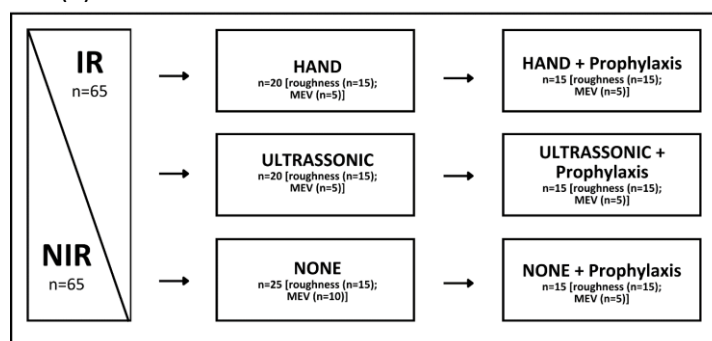 IR
n=65
NIR
n=65
HAND
n=20 [roughness (n=15);
MEV (n=5)]
HAND + Prophylaxis
n=15 [roughness (n=15);
MEV (n=5)]
ULTRASSONIC
n=20 [roughness (n=15);
MEV (n=5)]
ULTRASSONIC +
Prophylaxis
n=15 [roughness (n=15);
MEV (n=5)]
NONE
n=25 [roughness (n=15);
MEV (n=10)]
NONE + Prophylaxis
n=15 [roughness (n=15);
MEV (n=5)]